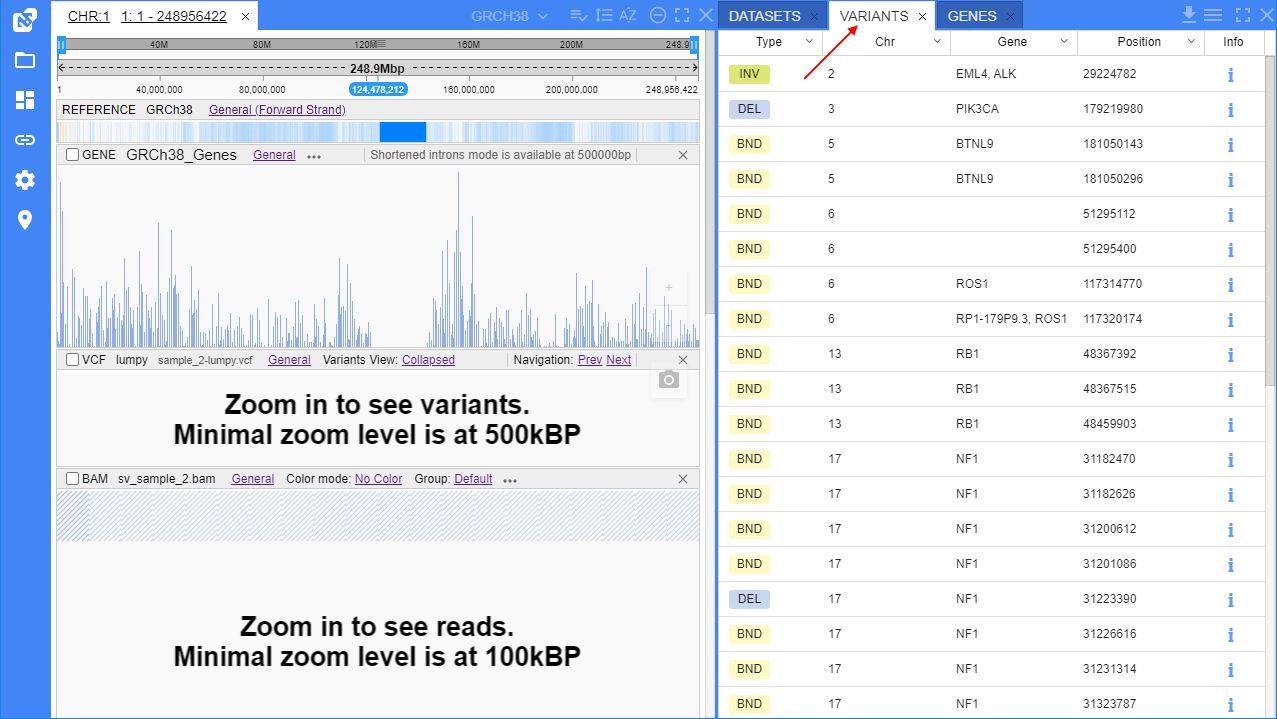 CHR:1 1: 1 - 248956422 × GRCH38
40M 80M 120M 160M 200M 248.9
248.9Mbp
1 40,000,000 80,000,000 124,478,212 160,000,000 200,000,000 248,956,422
REFERENCE GRCh38 General (Forward Strand)
GENE GRCh38_Genes General ... Shortened introns mode is available at 500000bp
VCF lumpy sample_2-lumpy.vcf General Variants View: Collapsed Navigation: Prev Next
Zoom in to see variants.
Minimal zoom level is at 500kBP
BAM sv_sample_2.bam General Color mode: No Color Group: Default ...
Zoom in to see reads.
Minimal zoom level is at 100kBP
DATASETS × VARIANTS × GENES ×
Type Chr Gene Position Info
INV 2 EML4, ALK 29224782
DEL 3 PIK3CA 179219980
BND 5 BTNL9 181050143
BND 5 BTNL9 181050296
BND 6 51295112
BND 6 51295400
BND 6 ROS1 117314770
BND 6 RP1-179P9.3, ROS1 117320174
BND 13 RB1 48367392
BND 13 RB1 48367515
BND 13 RB1 48459903
BND 17 NF1 31182470
BND 17 NF1 31182626
BND 17 NF1 31200612
BND 17 NF1 31201086
DEL 17 NF1 31223390
BND 17 NF1 31226616
BND 17 NF1 31231314
BND 17 NF1 31323787